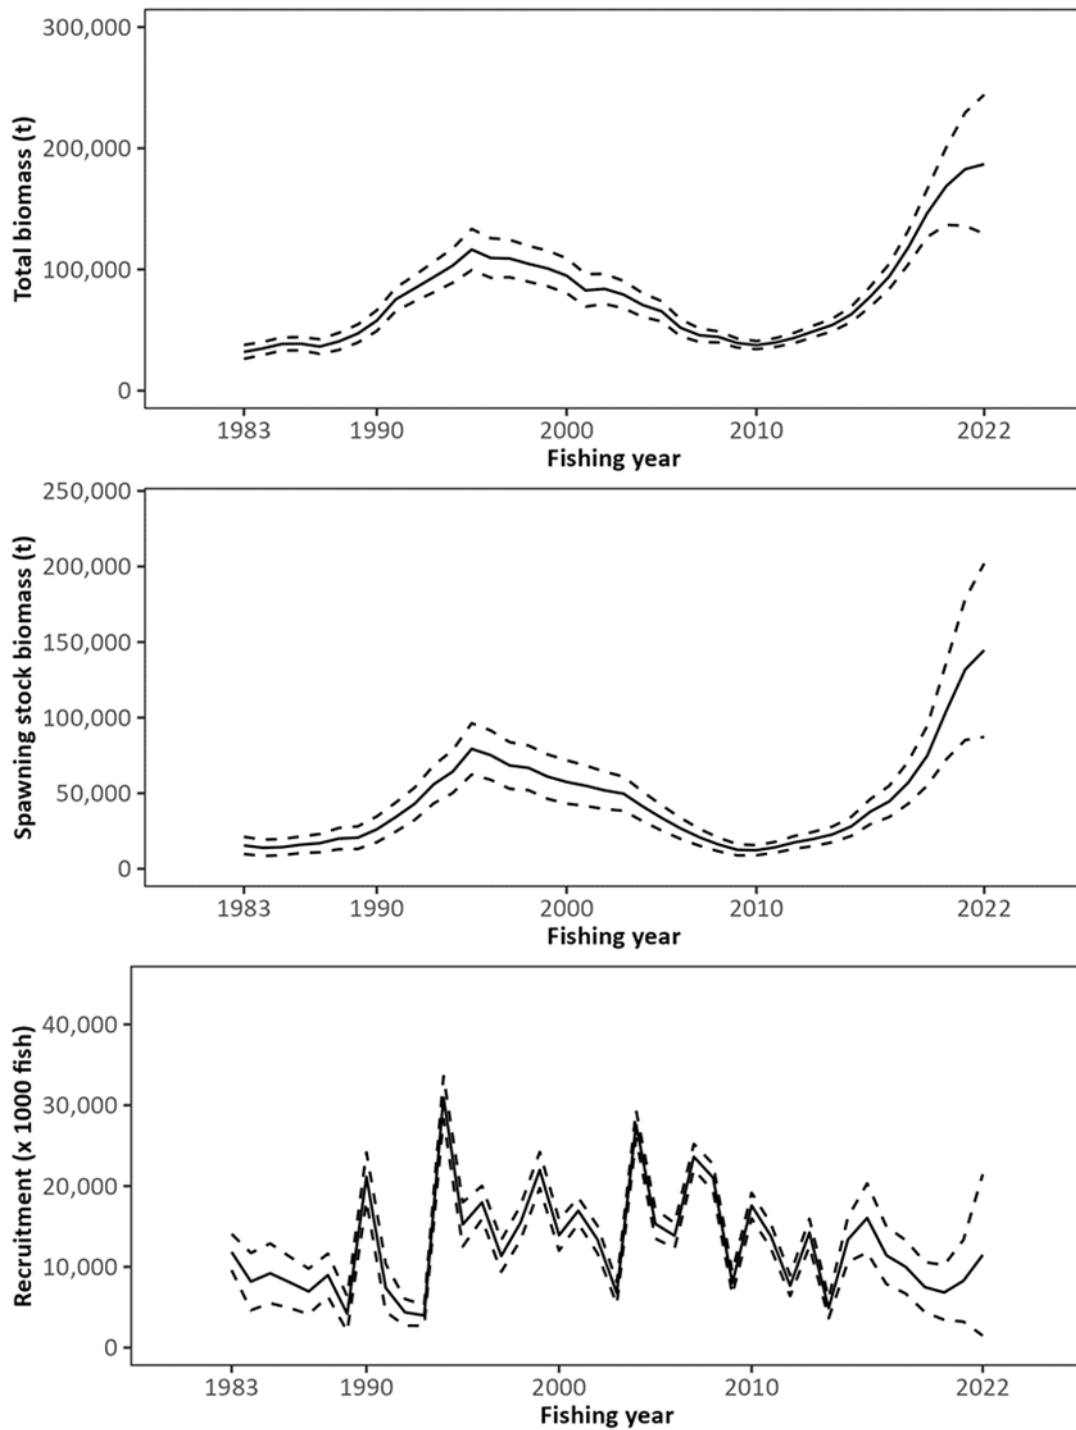 Total biomass (t)
300,000
200,000
100,000
0
1983 1990 2000 2010 2022
Fishing year
Spawning stock biomass (t)
250,000
200,000
150,000
100,000
50,000
0
1983 1990 2000 2010 2022
Fishing year
Recruitment (x 1000 fish)
40,000
30,000
20,000
10,000
0
1983 1990 2000 2010 2022
Fishing year